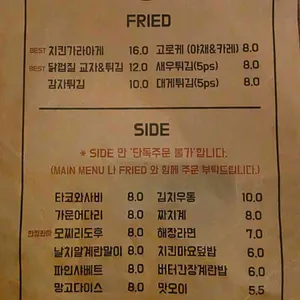 FRIED
BEST 치킨가라아게 16.0 고로케 (야채&카레) 8.0
BEST 닭껍질 교자&튀김 12.0 새우튀김(5ps) 8.0
감자튀김 10.0 대게튀김(5ps) 8.0
SIDE
* SIDE 만 '단독주문 불가'합니다.
(MAIN MENU 나 FRIED 와 함께 주문 부탁드립니다.)
타코와사비 8.0 김치우동 10.0
가문어다리 8.0 짜치계 8.0
모찌리도후 8.0 해장라면 7.0
날치알계란말이 8.0 치킨마요덮밥 6.0
파인샤베트 8.0 버터간장계란밥 6.0
망고다이스 8.0 맛오이 5.5